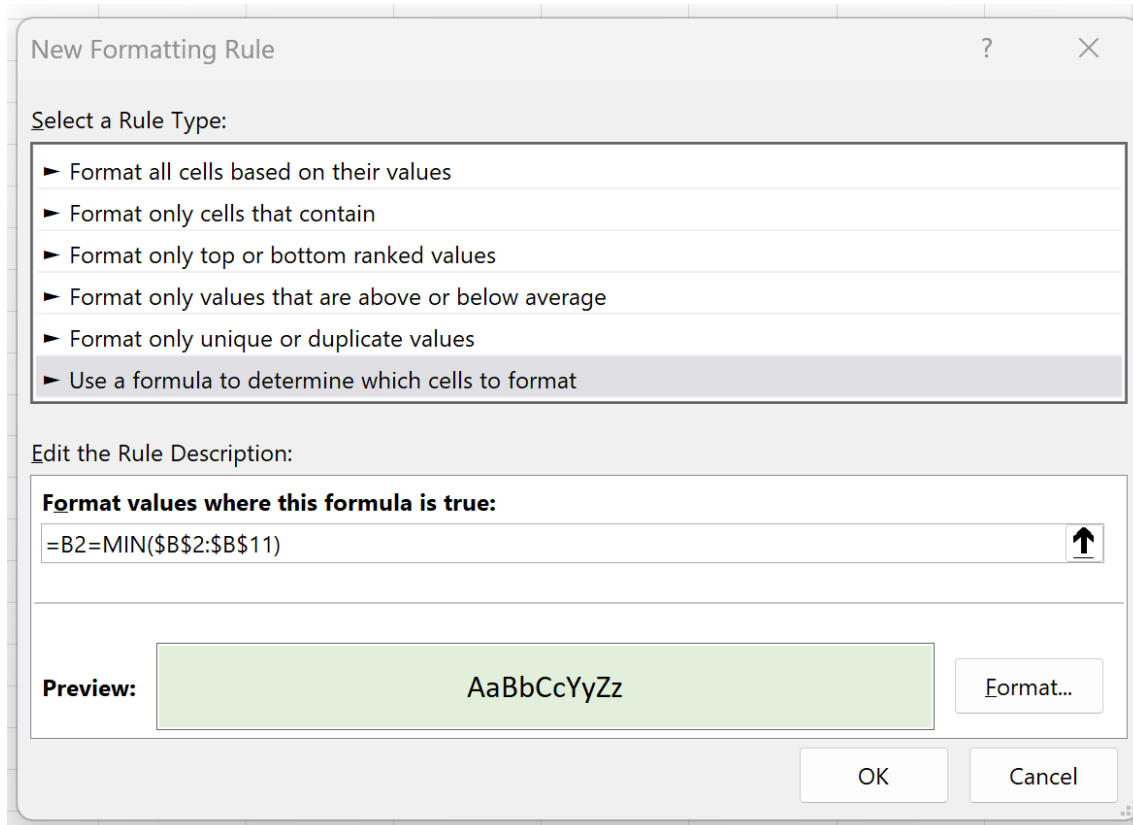 New Formatting Rule ?
Select a Rule Type:
► Format all cells based on their values
► Format only cells that contain
► Format only top or bottom ranked values
► Format only values that are above or below average
► Format only unique or duplicate values
► Use a formula to determine which cells to format
Edit the Rule Description:
Format values where this formula is true:
=B2=MIN($B$2:$B$11)
Preview: AaBbCcYyZz Format...
OK Cancel